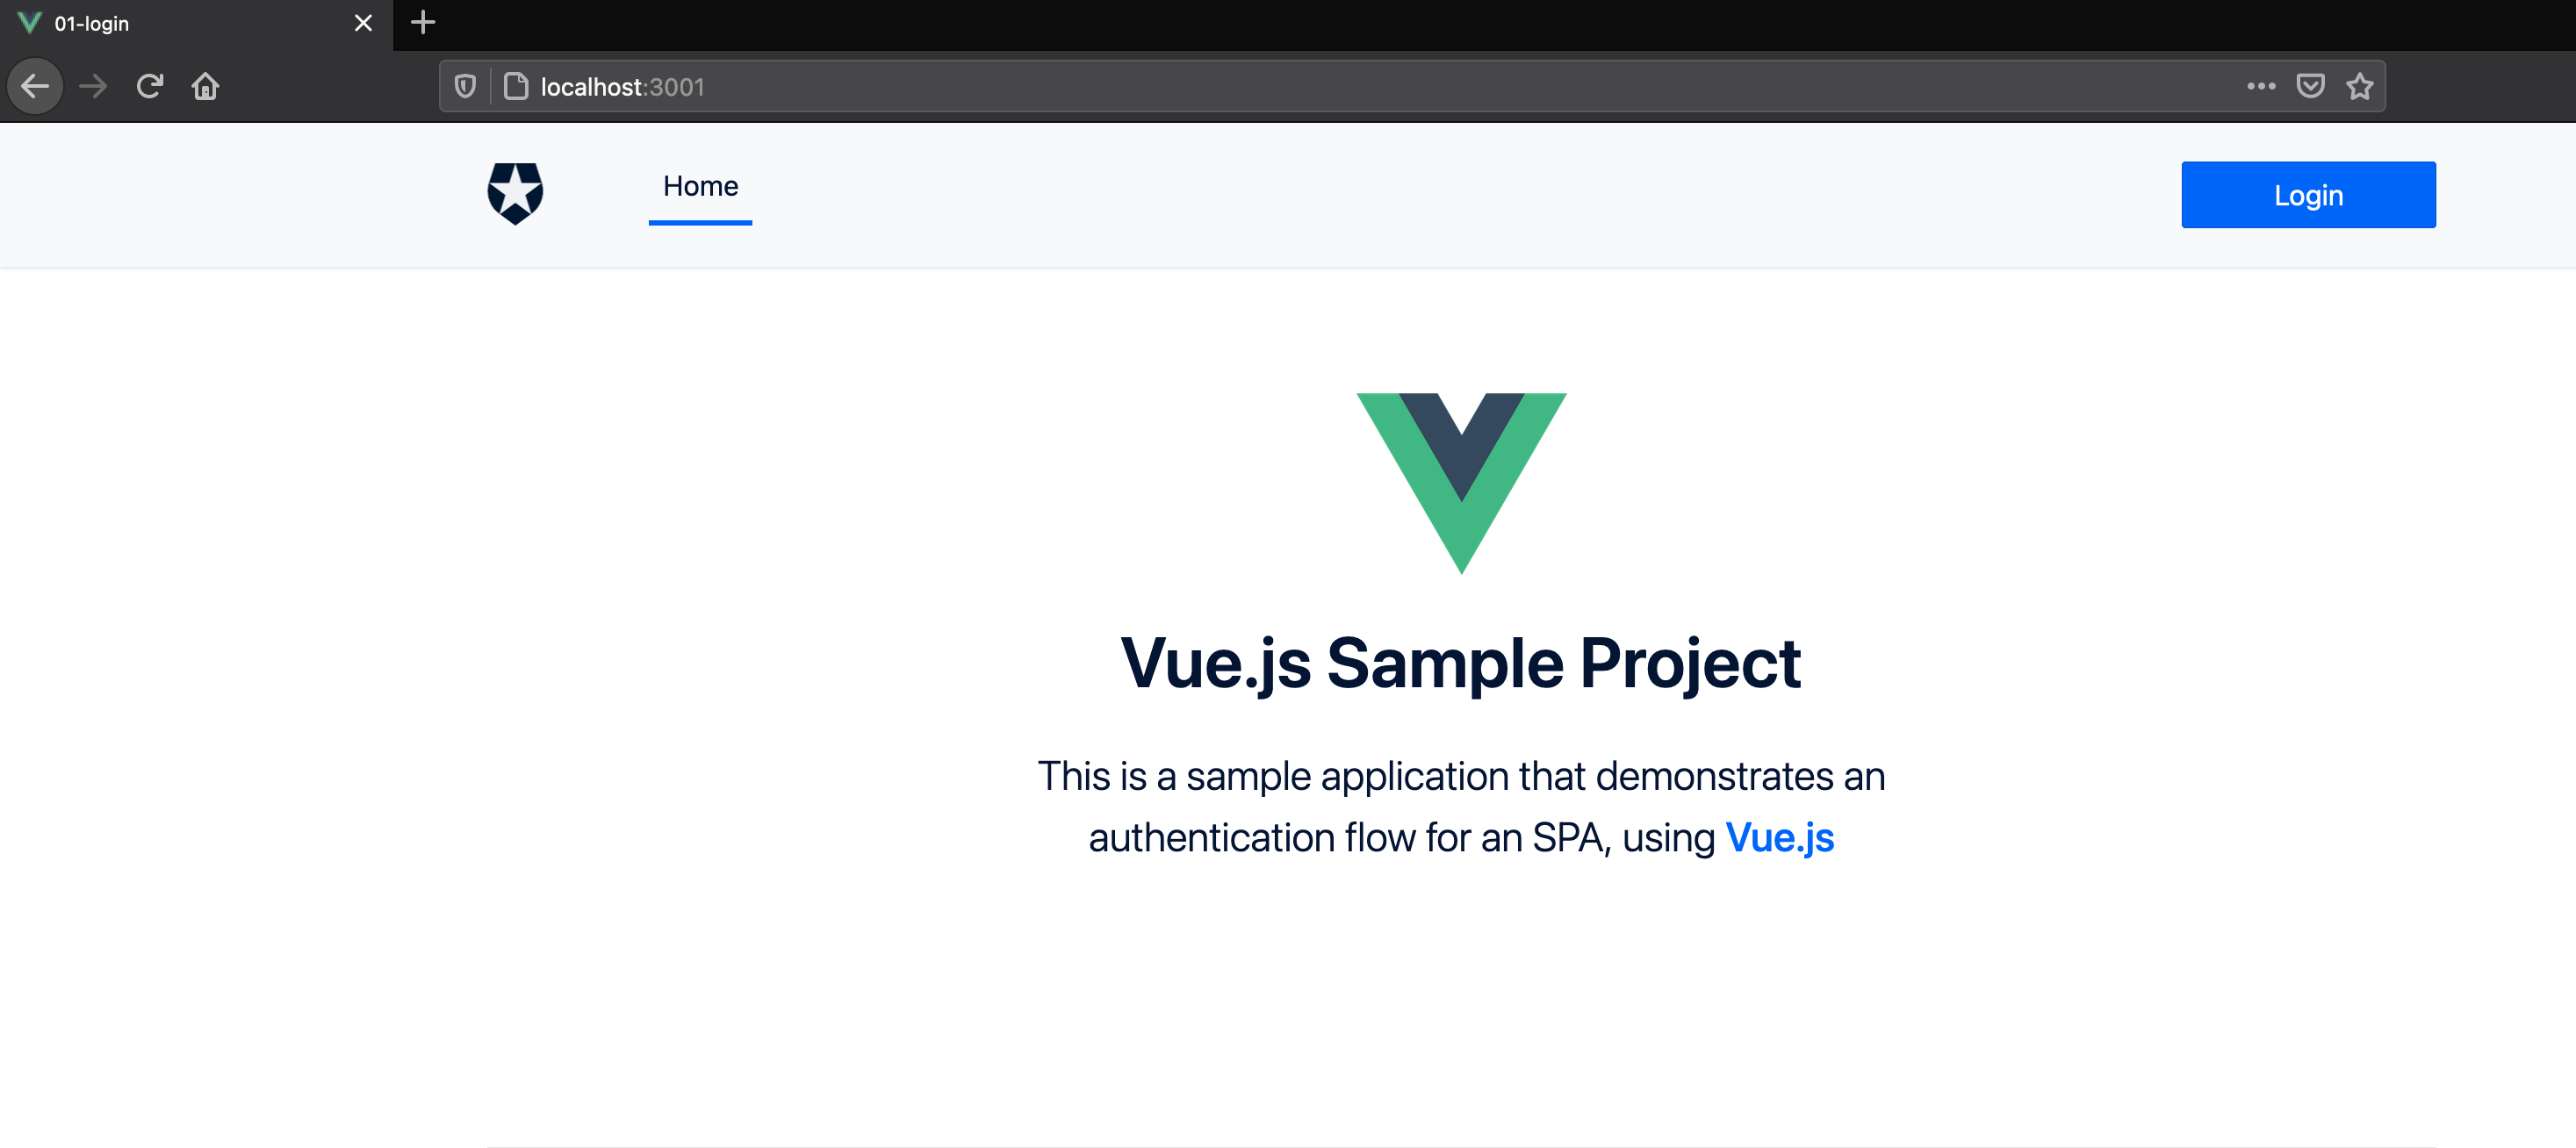 01-login
localhost:3001
Home
Login
Vue.js Sample Project
This is a sample application that demonstrates an
authentication flow for an SPA, using Vue.js